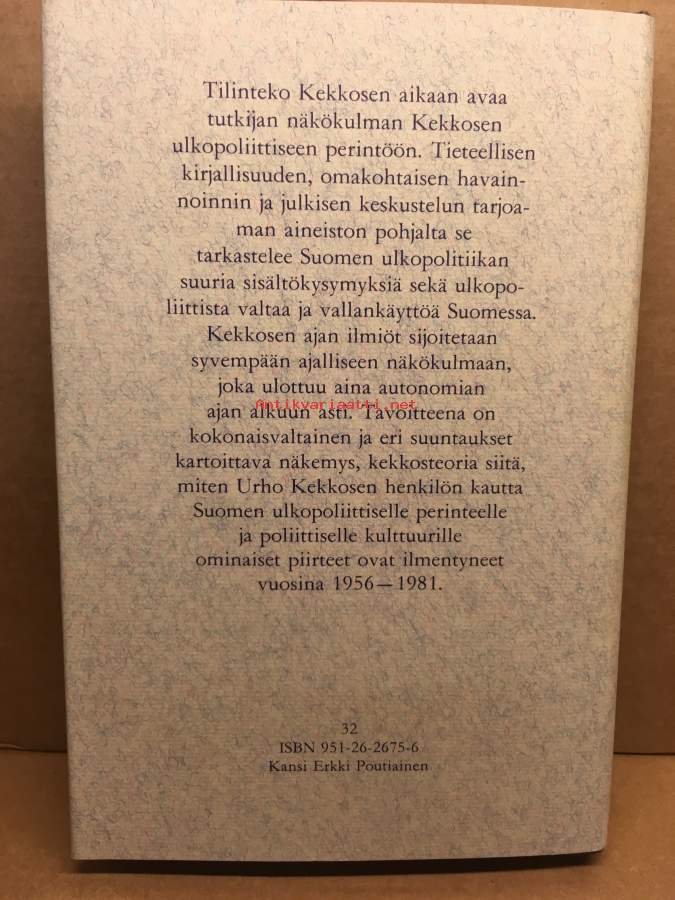 Tilinteko Kekkosen aikaan avaa
tutkijan näkökulman Kekkosen
ulkopoliittiseen perintöön. Tieteellisen
kirjallisuuden, omakohtaisen havain-
noinnin ja julkisen keskustelun tarjoa-
man aineiston pohjalta se
tarkastelee Suomen ulkopolitiikan
suuria sisältökysymyksiä sekä ulkopo-
liittista valtaa ja vallankäyttöä Suomessa.
Kekkosen ajan ilmiöt sijoitetaan
syvempään ajalliseen näkökulmaan,
joka ulottuu aina autonomian
Antikvariaatti.net
ajan alkuun asti. Tavoitteena on
kokonaisvaltainen ja eri suuntaukset
kartoittava näkemys, kekkosteoria siitä,
miten Urho Kekkosen henkilön kautta
Suomen ulkopoliittiselle perinteelle
ja poliittiselle kulttuurille
ominaiset piirteet ovat ilmentyneet
vuosina 1956—1981.
32
ISBN 951-26-2675-6
Kansi Erkki Poutiainen